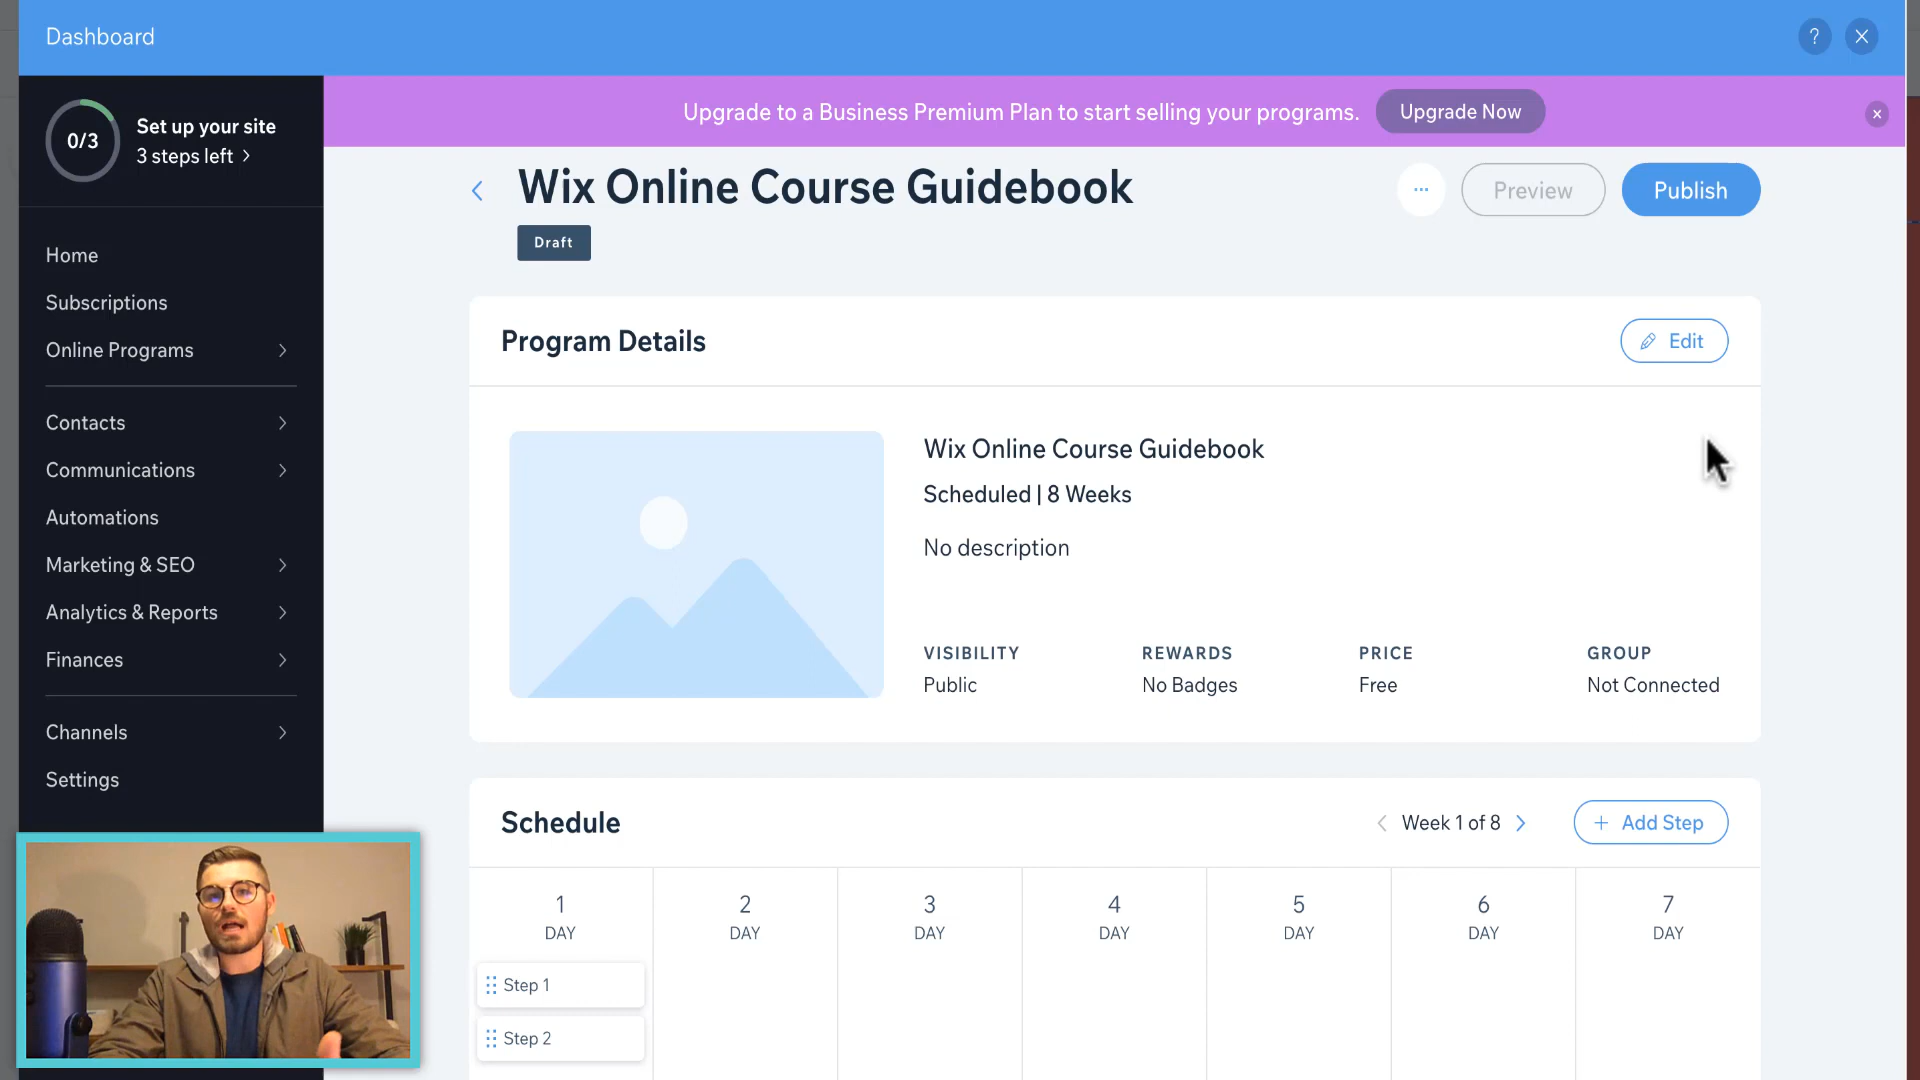 Dashboard
?
0/3
Set up your site
3 steps left
Upgrade to a Business Premium Plan to start selling your programs.
Upgrade Now
Wix Online Course Guidebook
Preview
Publish
Draft
Home
Subscriptions
Online Programs
Contacts
Communications
Automations
Marketing & SEO
Analytics & Reports
Finances
Channels
Settings
Program Details
Edit
Wix Online Course Guidebook
Scheduled | 8 Weeks
No description
VISIBILITY
Public
REWARDS
No Badges
PRICE
Free
GROUP
Not Connected
Schedule
Week 1 of 8
+ Add Step
1
DAY
2
DAY
3
DAY
4
DAY
5
DAY
6
DAY
7
DAY
Step 1
Step 2